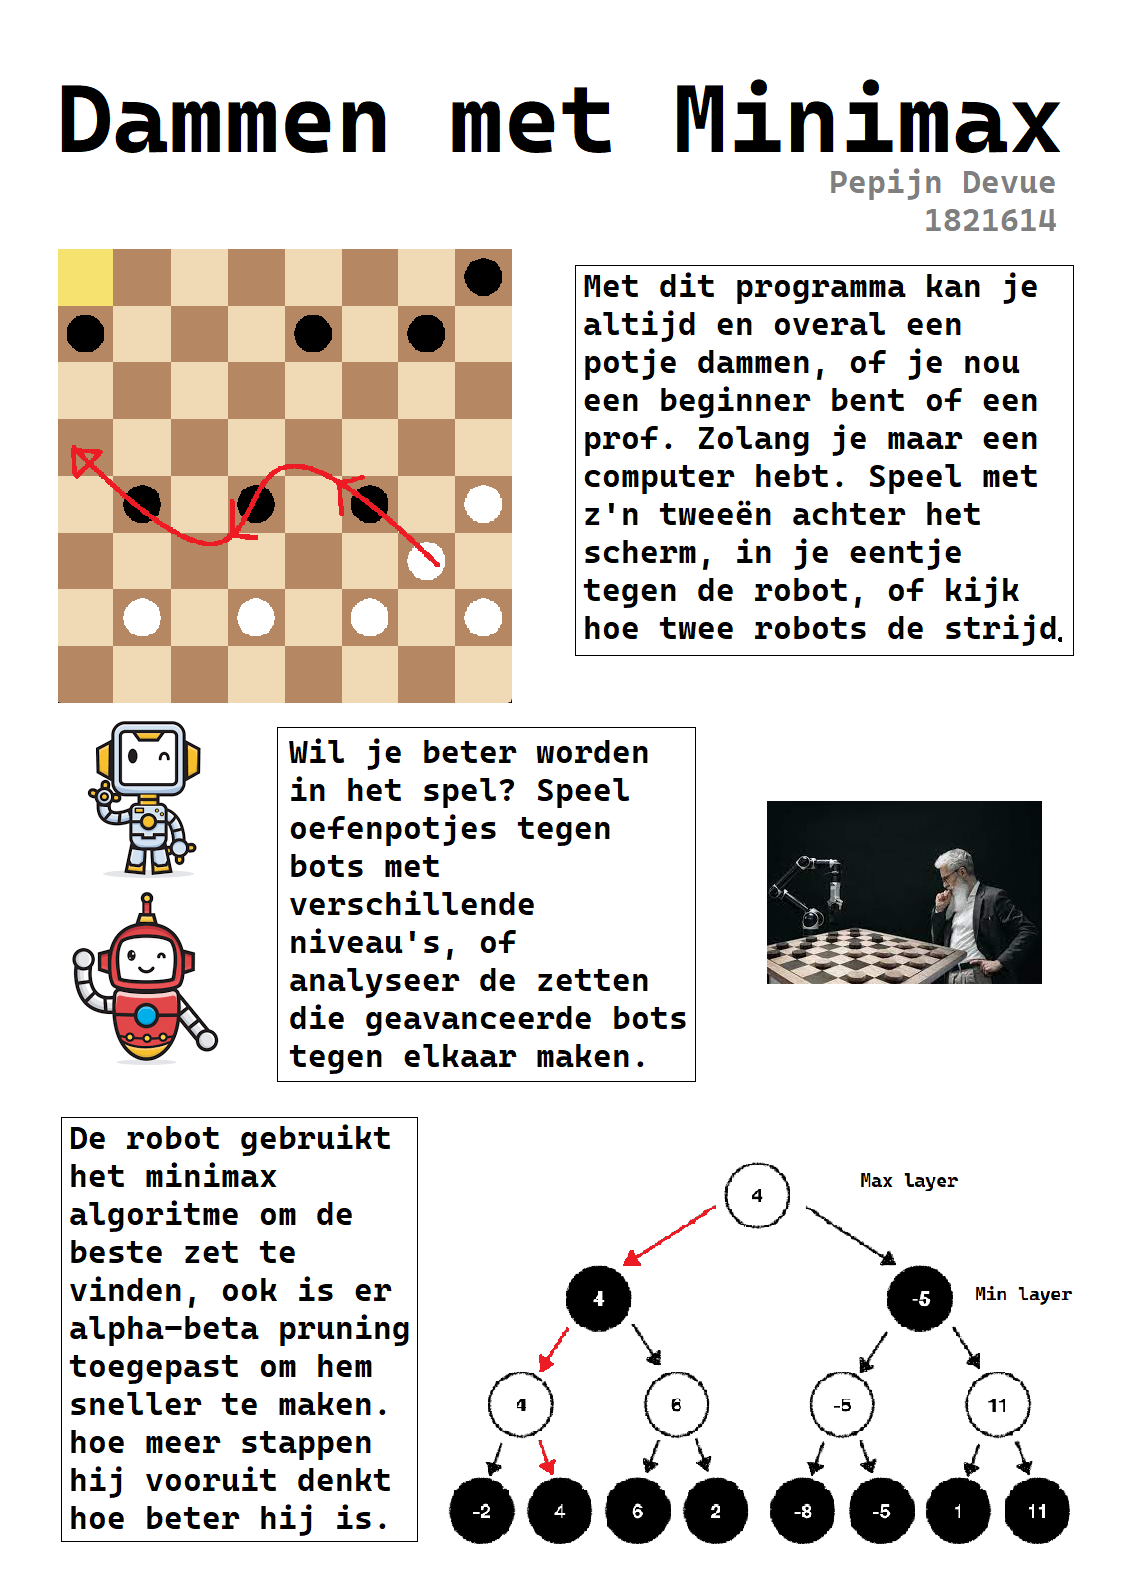 Dammen met Minimax
Pepijn Devue
1821614
Met dit programma kan je
altijd en overal een
potje dammen, of je nou
een beginner bent of een
prof. Zolang je maar een
computer hebt. Speel met
z'n tweeën achter het
scherm, in je eentje
tegen de robot, of kijk
hoe twee robots de strijd.
Wil je beter worden
in het spel? Speel
oefenpotjes tegen
bots met
verschillende
niveau's, of
analyseer de zetten
die geavanceerde bots
tegen elkaar maken.
De robot gebruikt
het minimax
algoritme om de
beste zet te
vinden, ook is er
alpha-beta pruning
toegepast om hem
sneller te maken.
hoe meer stappen
hij vooruit denkt
hoe beter hij is.
4 Max layer
4 -5 Min layer
4 6 -5 11
-2 4 6 2 -8 -5 1 11